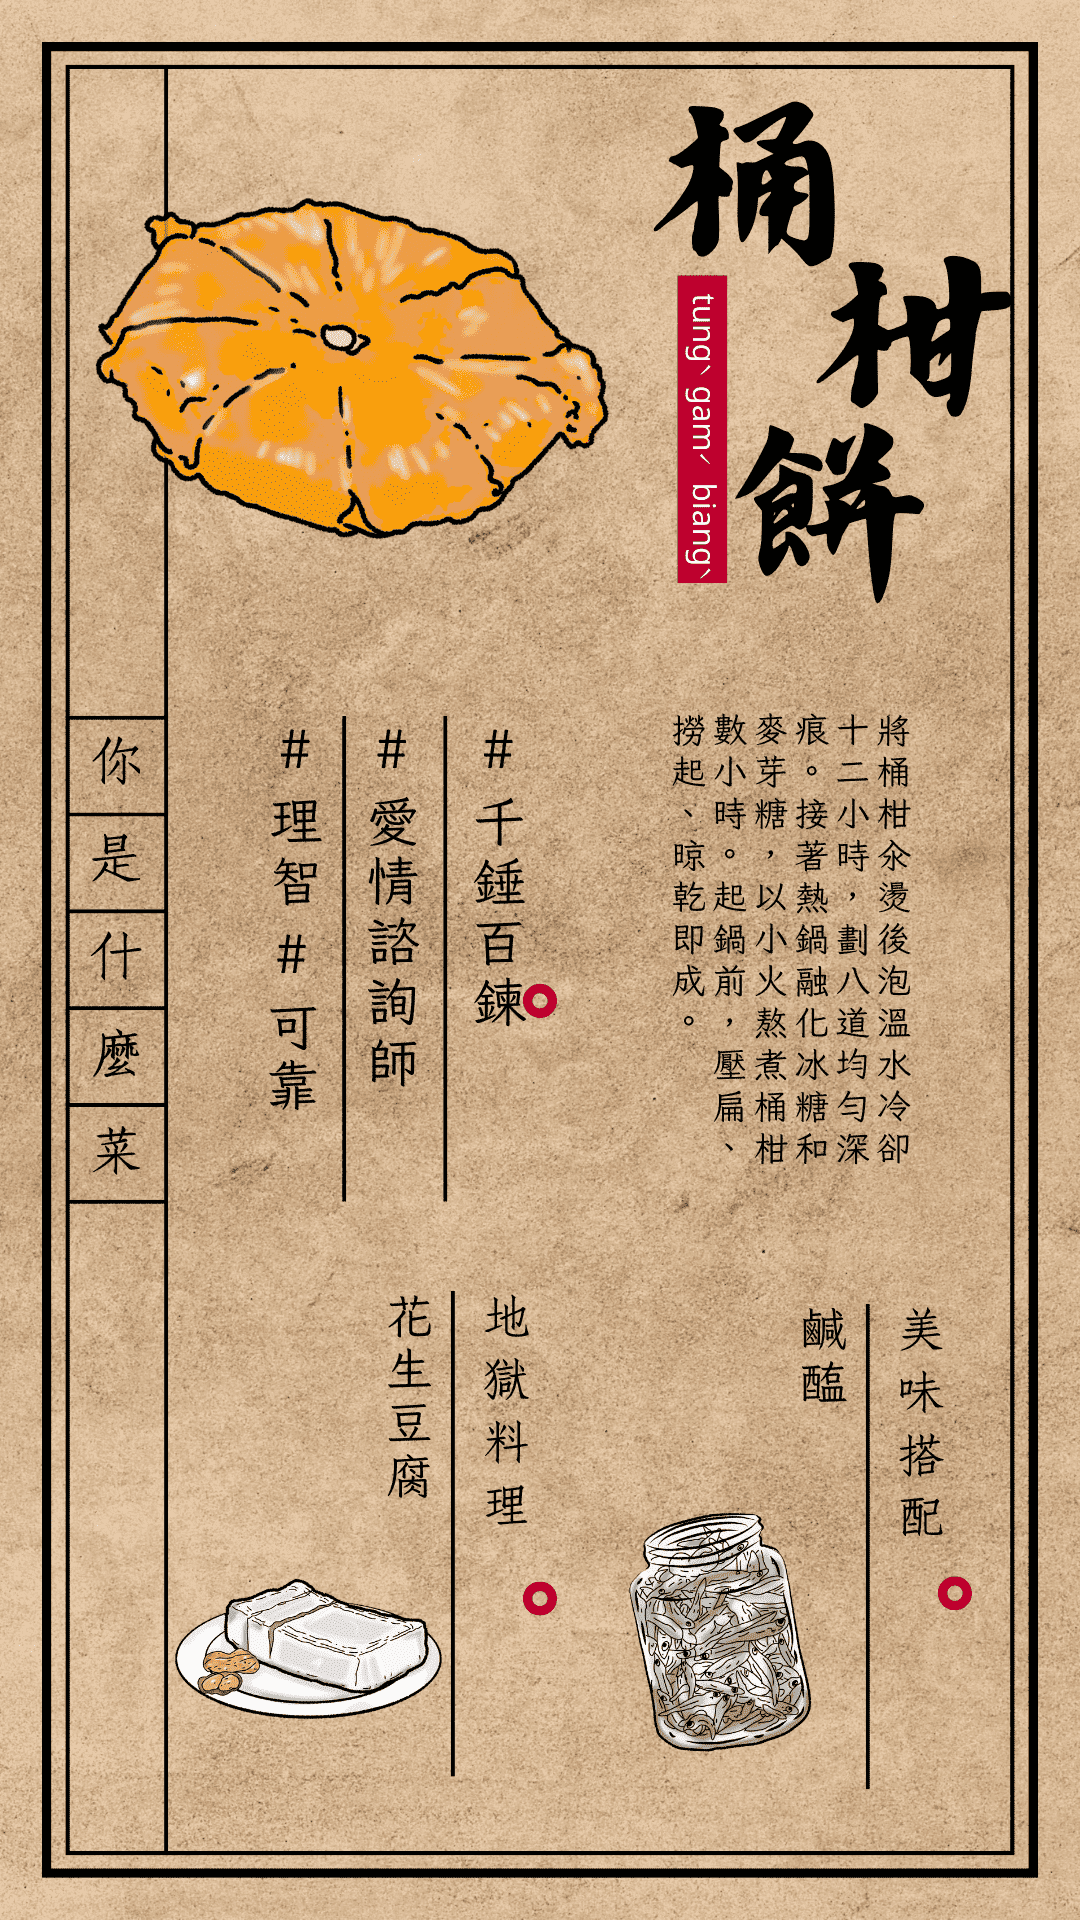 桶柑餅
tungˋ gamˊ biangˋ
將桶柑汆燙後泡溫水冷卻
十二小時，劃八道均勻深
痕。接著熱鍋融化冰糖和
麥芽糖，以小火熬煮桶柑
數小時。起鍋前，壓扁、
撈起、晾乾即成。
#千錘百鍊
#愛情諮詢師
#理智 #可靠
你是什麼菜
美味搭配
鹹醢
地獄料理
花生豆腐